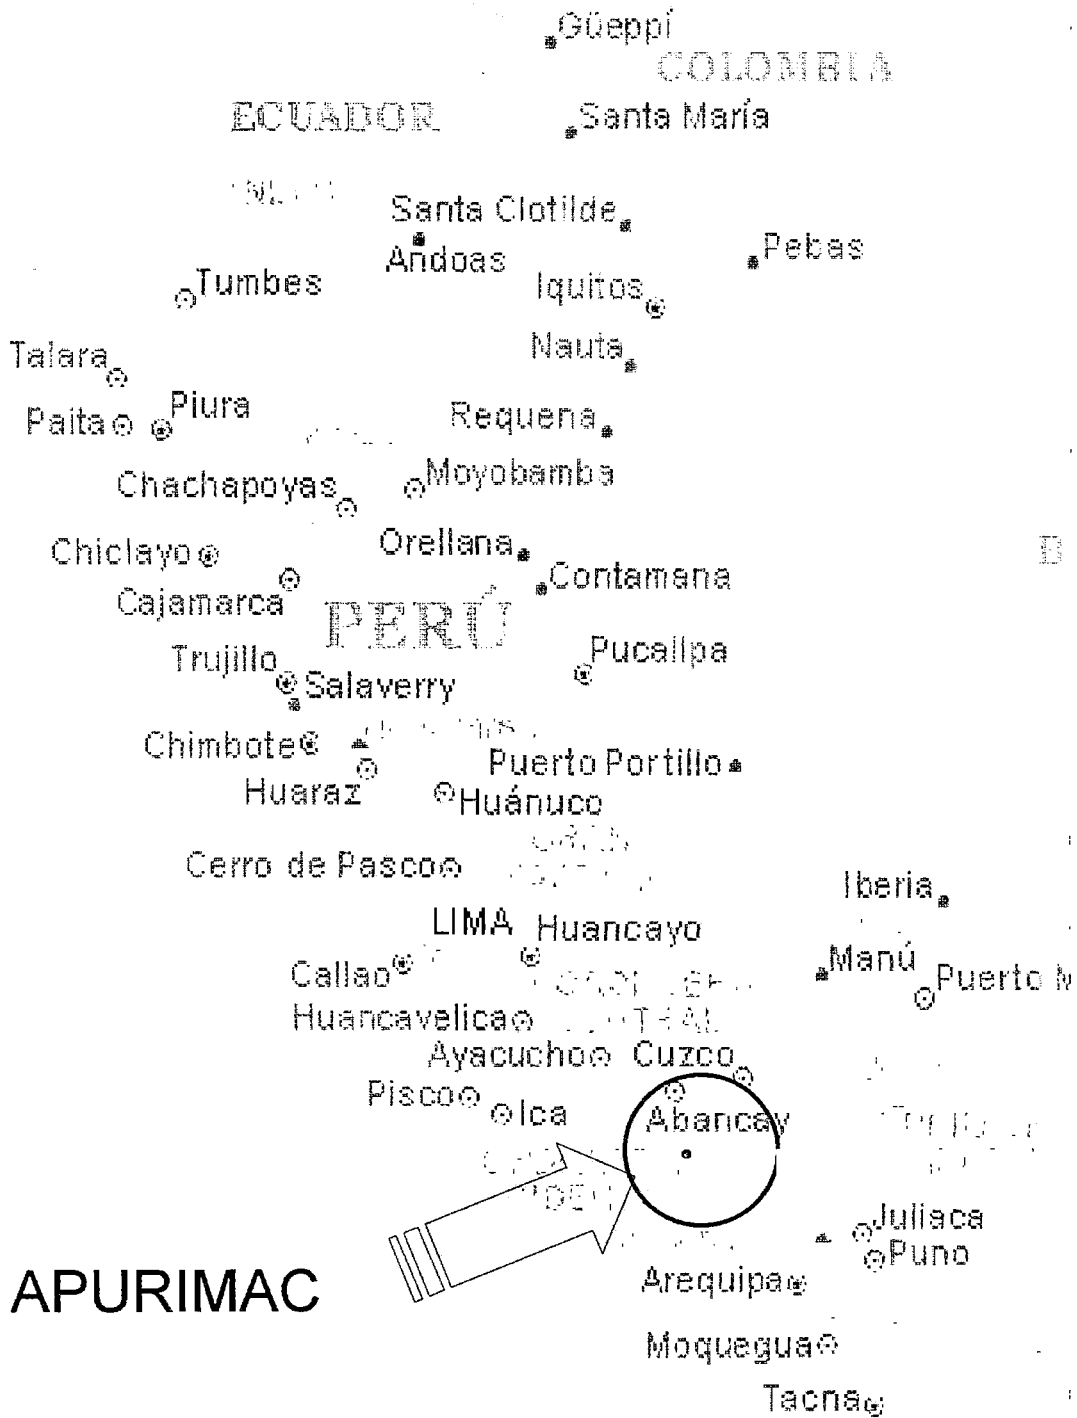 Güeppí
COLOMBIA
ECUADOR
Santa María
Santa Clotilde
Andoas
Pebas
Tumbes
Iquitos
Nauta
Talara
Piura
Paita
Requena
Chachapoyas
Moyobamba
Chiclayo
Orellana
B
Cajamarca
Contamana
PERÚ
Trujillo
Pucallpa
Salaverry
Chimbote
Puerto Portillo
Huaraz
Huánuco
Cerro de Pasco
Iberia
LIMA
Huancayo
Callao
Manú
Puerto M
Huancavelica
Ayacucho
Cuzco
Pisco
Ica
Abancay
Juliaca
Puno
APURIMAC
Arequipa
Moquegua
Tacna